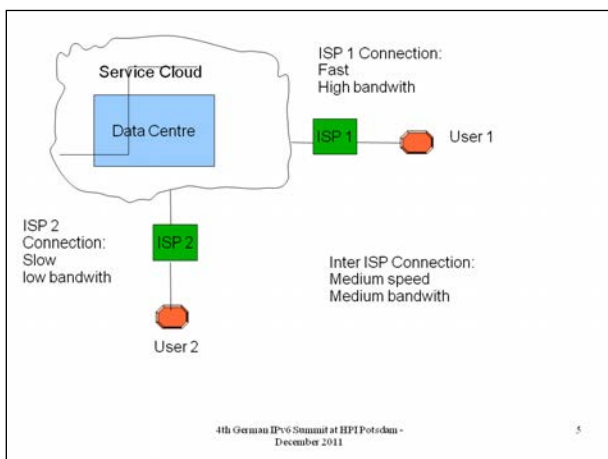 Service Cloud
Data Centre
ISP 1 Connection:
Fast
High bandwith
ISP 1
User 1
ISP 2
Connection:
Slow
low bandwith
ISP 2
User 2
Inter ISP Connection:
Medium speed
Medium bandwith
4th German IPv6 Summit at HPI Potsdam -
December 2011
5